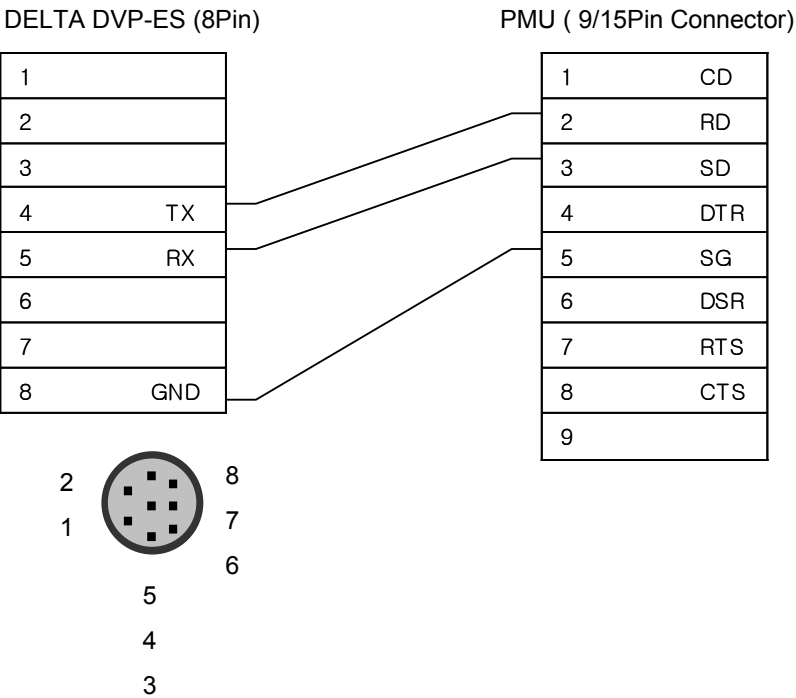 DELTA DVP-ES (8Pin)
PMU ( 9/15Pin Connector)
1
2
3
4 TX
5 RX
6
7
8 GND
1 CD
2 RD
3 SD
4 DTR
5 SG
6 DSR
7 RTS
8 CTS
9
2
8
1
7
6
5
4
3